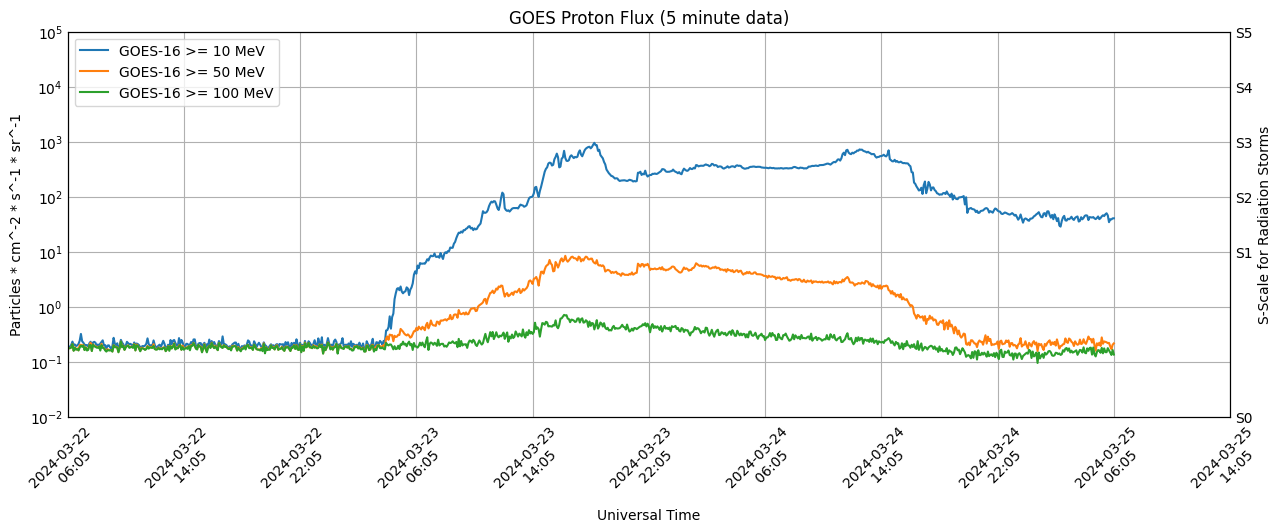 GOES Proton Flux (5 minute data)
GOES-16 >= 10 MeV
GOES-16 >= 50 MeV
GOES-16 >= 100 MeV
Particles * cm^-2 * s^-1 * sr^-1
10^5
10^4
10^3
10^2
10^1
10^0
10^-1
10^-2
S5
S4
S3
S2
S1
S0
S-Scale for Radiation Storms
2024-03-22
06:05
2024-03-22
14:05
2024-03-22
22:05
2024-03-23
06:05
2024-03-23
14:05
2024-03-23
22:05
2024-03-24
06:05
2024-03-24
14:05
2024-03-24
22:05
2024-03-25
06:05
2024-03-25
14:05
Universal Time